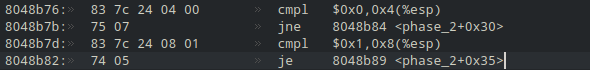 8048b76:» 83 7c 24 04 00 » cmpl $0x0,0x4(%esp)
8048b7b:» 75 07 » jne 8048b84 <phase_2+0x30>
8048b7d:» 83 7c 24 08 01 » cmpl $0x1,0x8(%esp)
8048b82:» 74 05 » je 8048b89 <phase_2+0x35>